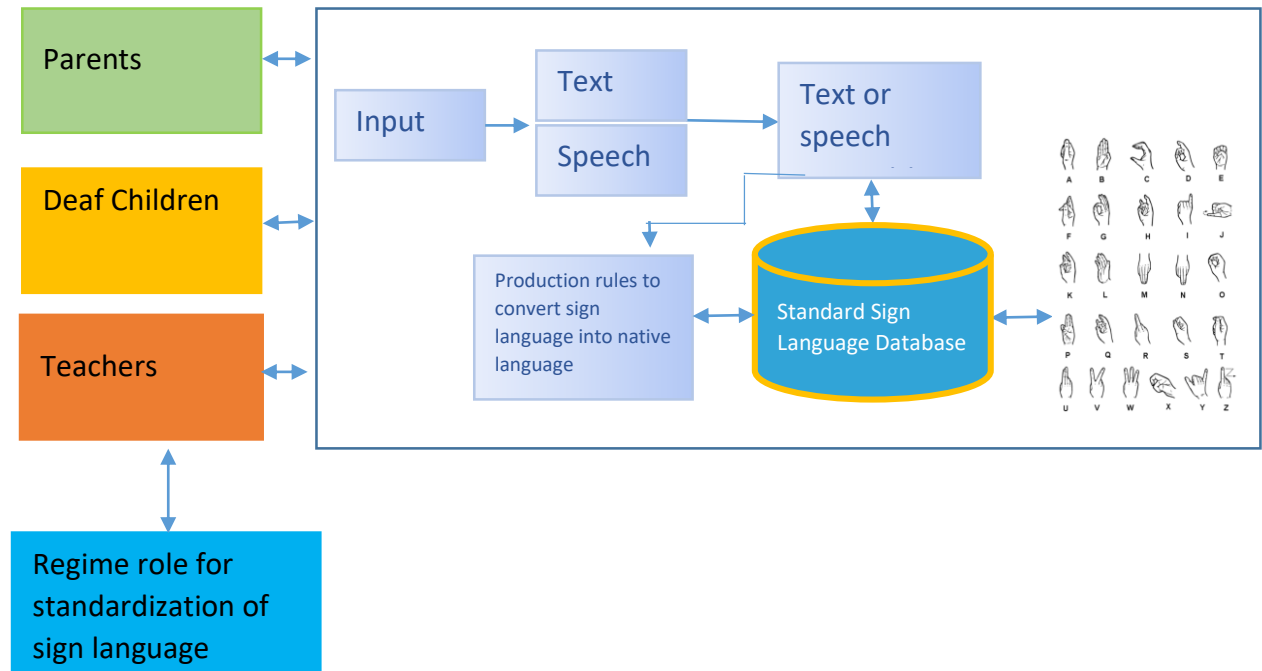 Parents
Deaf Children
Teachers
Regime role for
standardization of
sign language
Input
Text
Speech
Text or
speech
Production rules to
convert sign
language into native
language
Standard Sign
Language Database
A B C D E
F G H I J
K L M N O
P Q R S T
U V W X Y Z